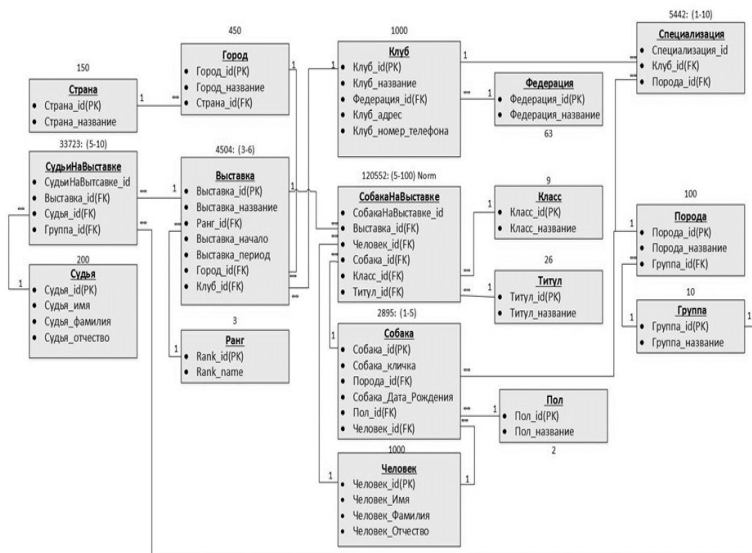 150
Страна
Страна_id(PK)
Страна_название
450
Город
Город_id(PK)
Город_название
Страна_id(FK)
1000
Клуб
Клуб_id(PK)
Клуб_название
Федерация_id(FK)
Клуб_адрес
Клуб_номер_телефона
Федерация
Федерация_id(PK)
Федерация_название
63
5442: (1-10)
Специализация
Специализация_id
Клуб_id(FK)
Порода_id(FK)
33723: (5-10)
СудьиНаВыставке
СудьиНаВытсавке_id
Выставка_id(FK)
Судья_id(FK)
Группа_id(FK)
4504: (3-6)
Выставка
Выставка_id(PK)
Выставка_название
Ранг_id(FK)
Выставка_начало
Выставка_период
Город_id(FK)
Клуб_id(FK)
120552: (5-100) Norm
СобакаНаВыставке
СобакаНаВыставке_id
Выставка_id(FK)
Человек_id(FK)
Собака_id(FK)
Класс_id(FK)
Титул_id(FK)
9
Класс
Класс_id(PK)
Класс_название
26
Титул
Титул_id(PK)
Титул_название
100
Порода
Порода_id(PK)
Порода_название
Группа_id(FK)
10
Группа
Группа_id(PK)
Группа_название
200
Судья
Судья_id(PK)
Судья_имя
Судья_фамилия
Судья_отчество
3
Ранг
Rank_id(PK)
Rank_name
2895: (1-5)
Собака
Собака_id(PK)
Собака_кличка
Порода_id(FK)
Собака_Дата_Рождения
Пол_id(FK)
Человек_id(FK)
Пол
Пол_id(PK)
Пол_название
2
1000
Человек
Человек_id(PK)
Человек_Имя
Человек_Фамилия
Человек_Отчество